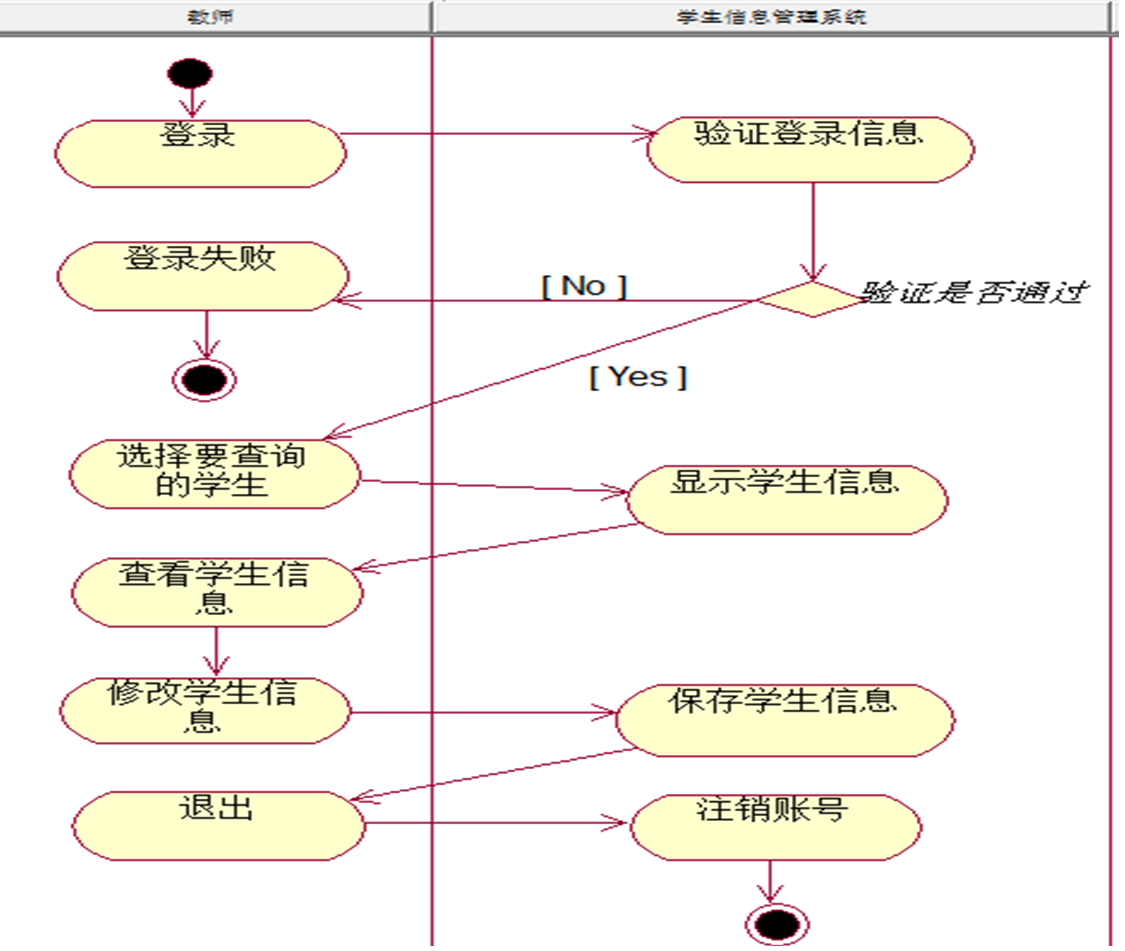 教师
学生信息管理系统
登录
验证登录信息
登录失败
[ No ]
验证是否通过
[ Yes ]
选择要查询
的学生
显示学生信息
查看学生信
息
修改学生信
息
保存学生信息
退出
注销账号